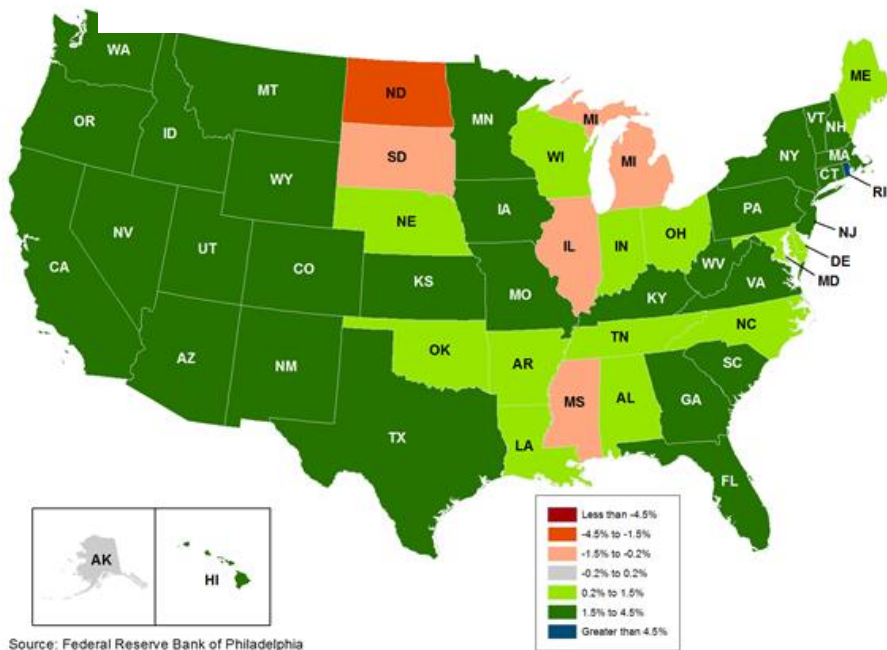 WA
MT
ND
MN
ME
OR
ID
SD
WI
MI
MI
VT
NH
NY
MA
CT
RI
WY
IA
NE
PA
NJ
NV
UT
CO
IL
IN
OH
DE
MD
CA
KS
MO
WV
VA
KY
AZ
NM
OK
AR
TN
NC
SC
TX
LA
MS
AL
GA
FL
AK
HI
Less than -4.5%
-4.5% to -1.5%
-1.5% to -0.2%
-0.2% to 0.2%
0.2% to 1.5%
1.5% to 4.5%
Greater than 4.5%
Source: Federal Reserve Bank of Philadelphia